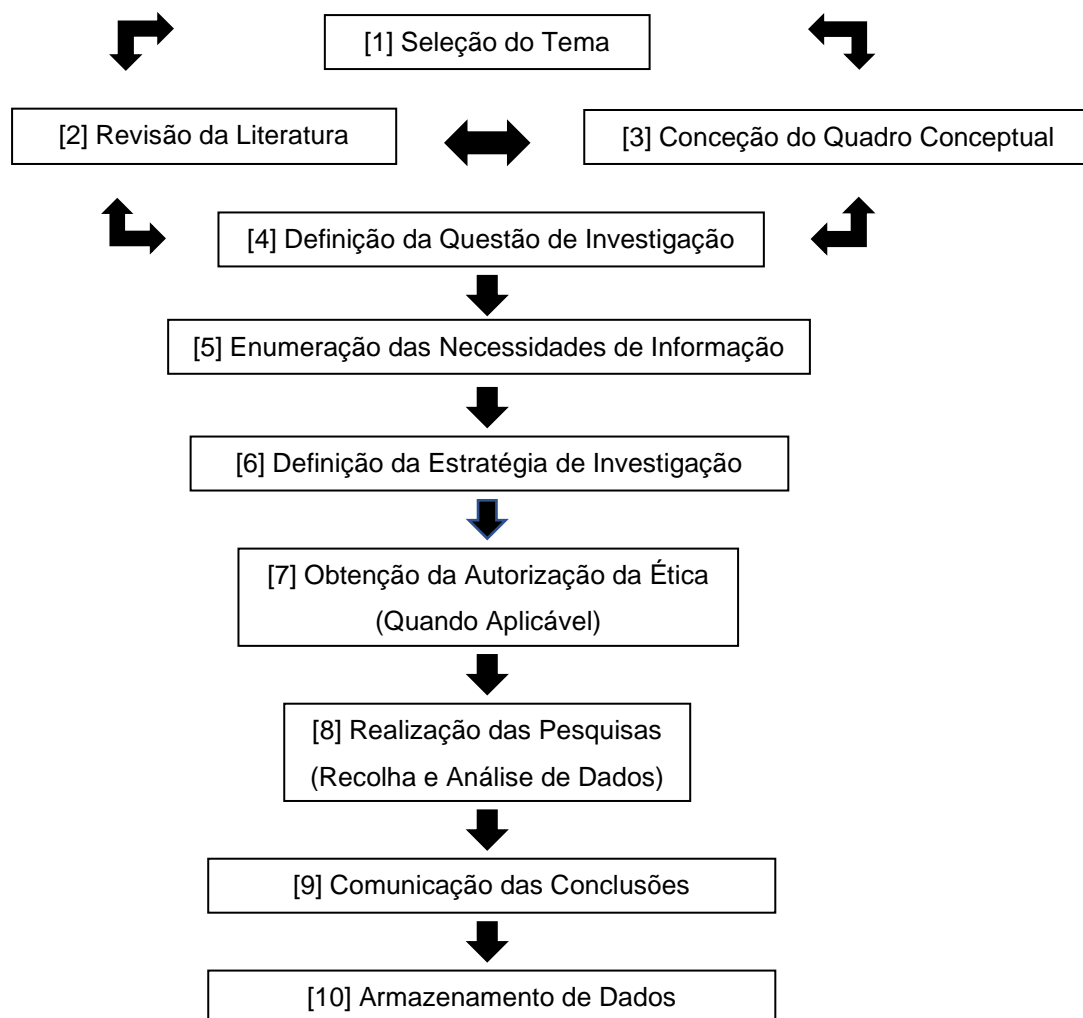 [1] Seleção do Tema
[2] Revisão da Literatura
[3] Conceção do Quadro Conceptual
[4] Definição da Questão de Investigação
[5] Enumeração das Necessidades de Informação
[6] Definição da Estratégia de Investigação
[7] Obtenção da Autorização da Ética
(Quando Aplicável)
[8] Realização das Pesquisas
(Recolha e Análise de Dados)
[9] Comunicação das Conclusões
[10] Armazenamento de Dados